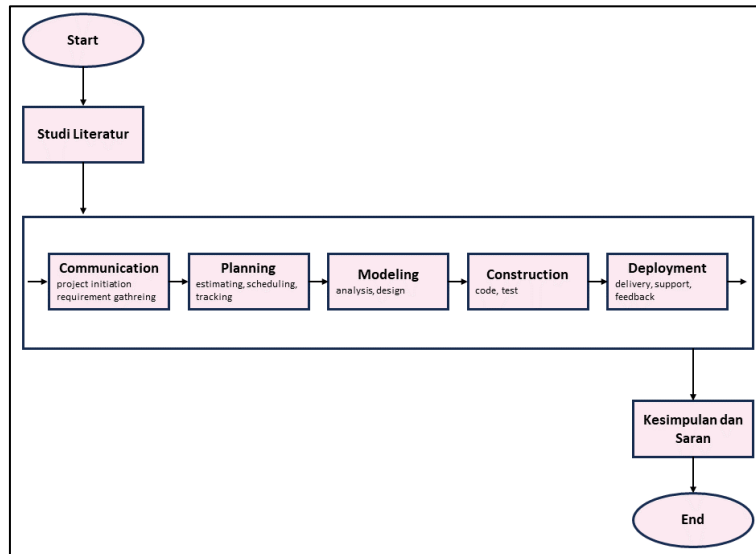 Start
Studi Literatur
Communication
project initiation
requirement gathreing
Planning
estimating, scheduling,
tracking
Modeling
analysis, design
Construction
code, test
Deployment
delivery, support,
feedback
Kesimpulan dan
Saran
End